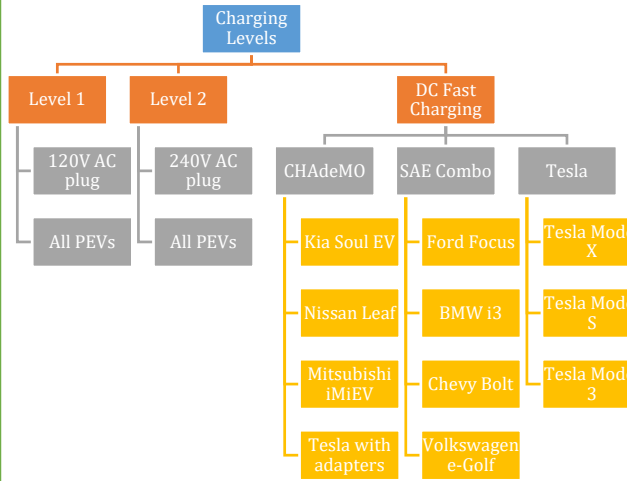 Charging
Levels
Level 1
Level 2
DC Fast
Charging
120V AC
plug
240V AC
plug
CHAdeMO
SAE Combo
Tesla
All PEVs
All PEVs
Kia Soul EV
Ford Focus
Tesla Mod
X
Nissan Leaf
BMW i3
Tesla Mod
S
Mitsubishi
iMiEV
Chevy Bolt
Tesla Mod
3
Tesla with
adapters
Volkswagen
e-Golf